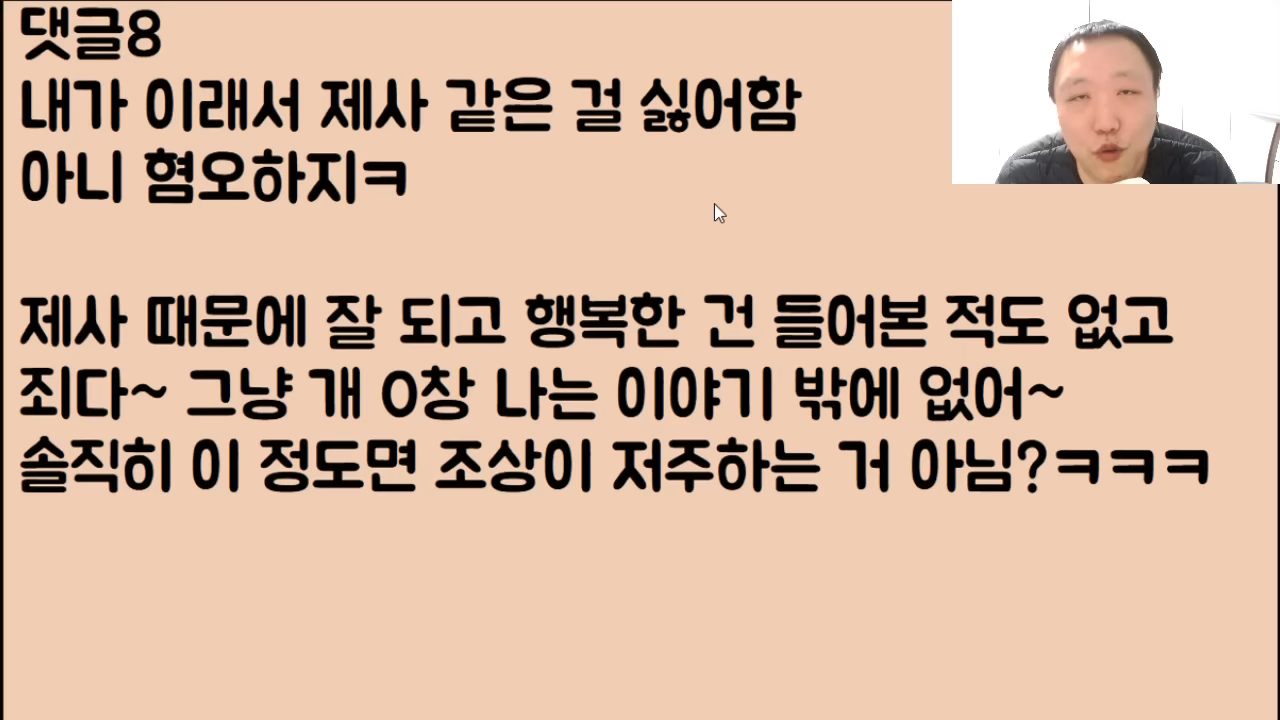 댓글8
내가 이래서 제사 같은 걸 싫어함
아니 혐오하지ㅋ
제사 때문에 잘 되고 행복한 건 들어본 적도 없고
죄다~ 그냥 개 O창 나는 이야기 밖에 없어~
솔직히 이 정도면 조상이 저주하는 거 아님?ㅋㅋㅋ